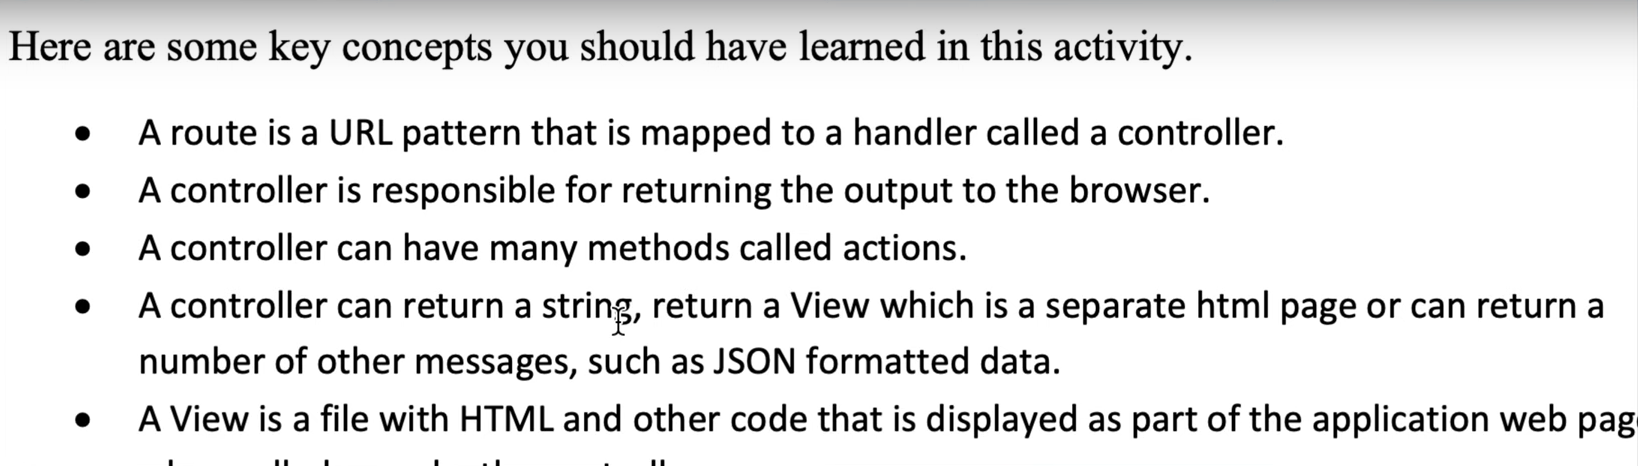 Here are some key concepts you should have learned in this activity.
• A route is a URL pattern that is mapped to a handler called a controller.
• A controller is responsible for returning the output to the browser.
• A controller can have many methods called actions.
• A controller can return a string, return a View which is a separate html page or can return a
number of other messages, such as JSON formatted data.
• A View is a file with HTML and other code that is displayed as part of the application web